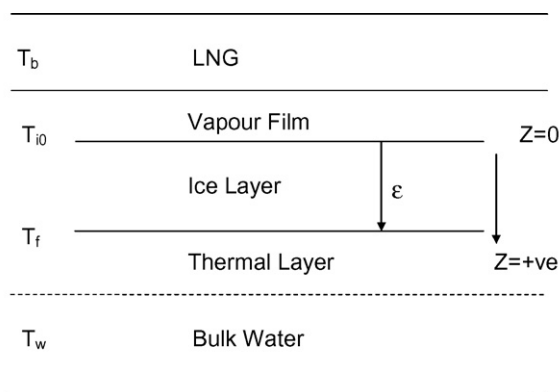 T_b LNG
Vapour Film
T_i0 Z=0
Ice Layer
ε
T_f
Thermal Layer Z=+ve
T_w Bulk Water